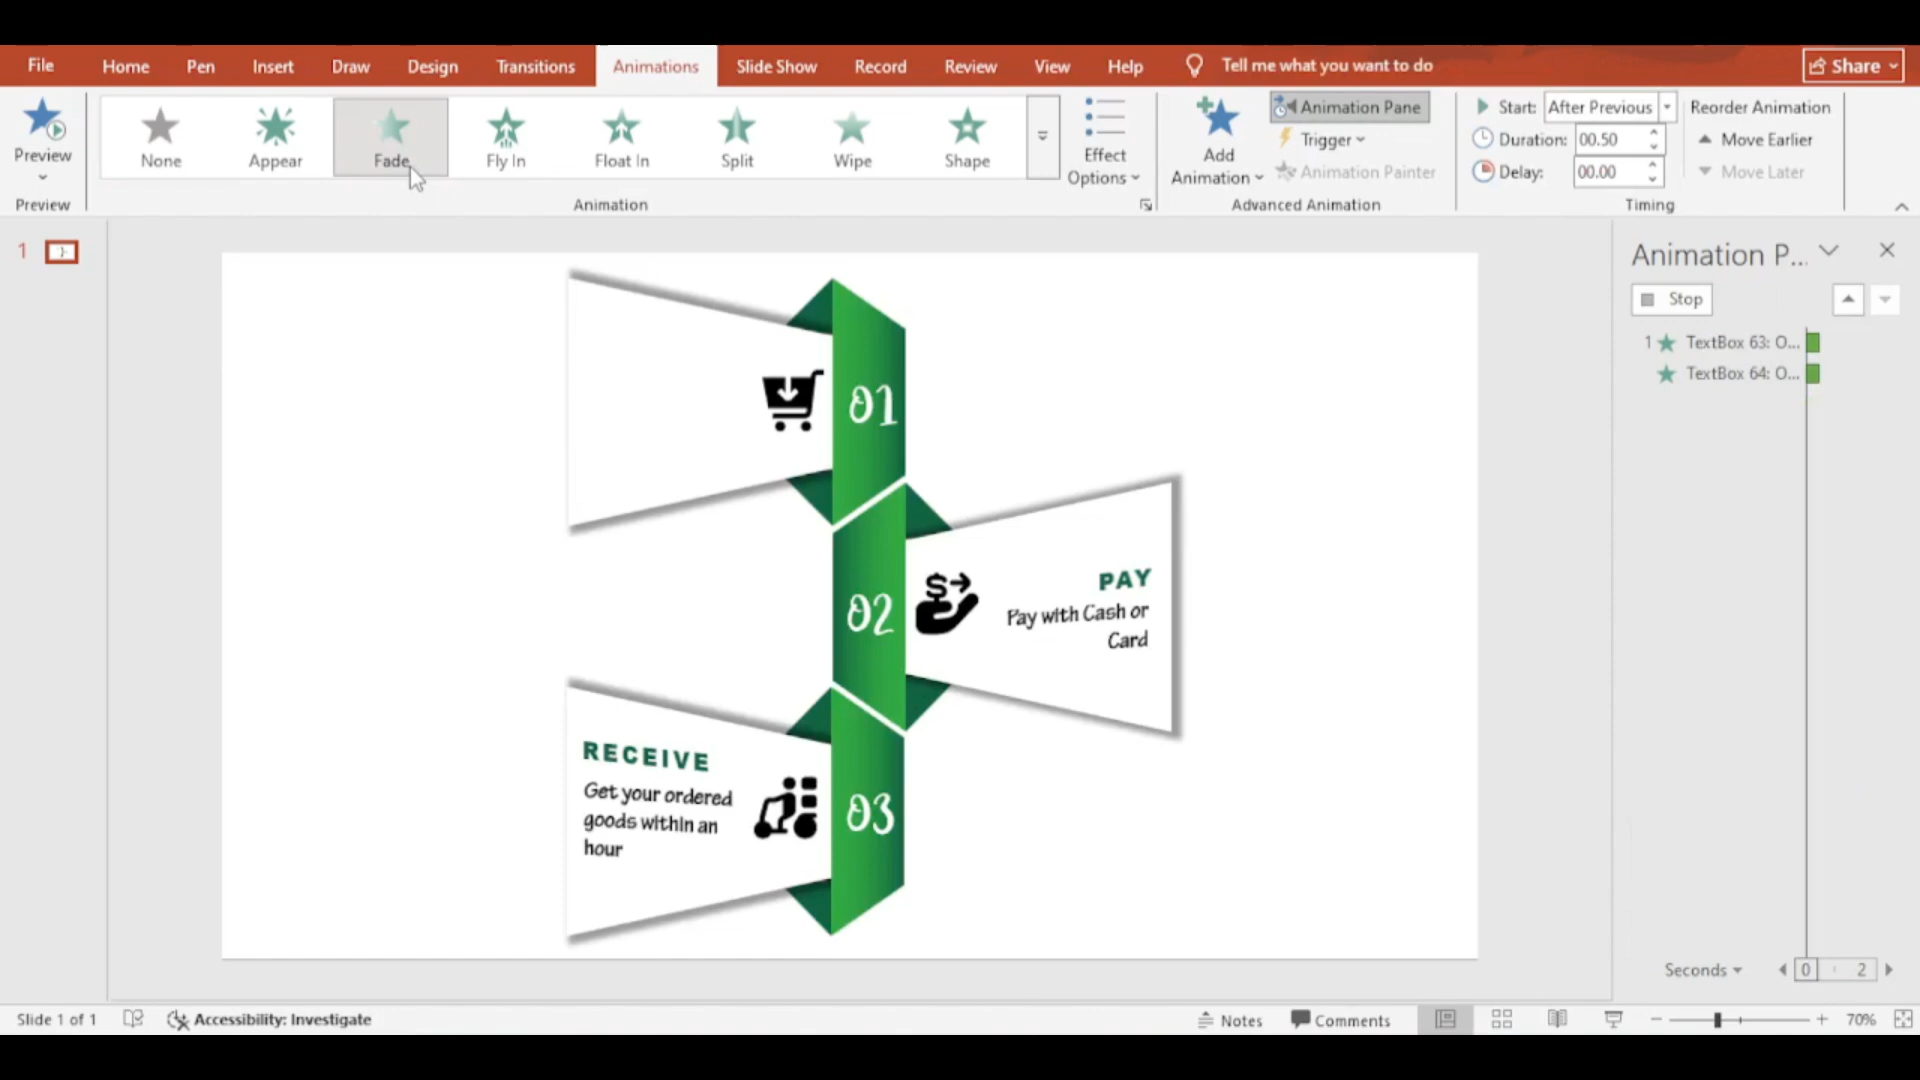 File Home Pen Insert Draw Design Transitions Animations Slide Show Record Review View Help Tell me what you want to do Share
Preview
None Appear Fade Fly In Float In Split Wipe Shape
Effect Options
Add Animation
Animation Pane
Trigger
Animation Painter
Start: After Previous
Duration: 00.50
Delay: 00.00
Reorder Animation
Move Earlier
Move Later
Preview Animation Advanced Animation Timing
1
Animation P...
Stop
1 TextBox 63: O...
TextBox 64: O...
01
02
PAY
Pay with Cash or
Card
RECEIVE
Get your ordered
goods within an
hour
03
Seconds 0 2
Slide 1 of 1 Accessibility: Investigate Notes Comments 70%